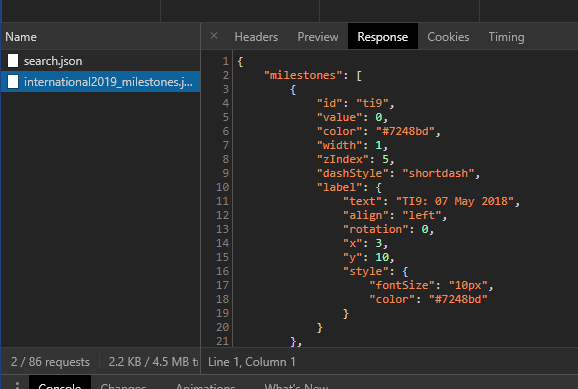 Name
search.json
international2019_milestones.j...
2 / 86 requests 2.2 KB / 4.5 MB tr
× Headers Preview Response Cookies Timing
1 {
2 "milestones": [
3 {
4 "id": "ti9",
5 "value": 0,
6 "color": "#7248bd",
7 "width": 1,
8 "zIndex": 5,
9 "dashStyle": "shortdash",
10 "label": {
11 "text": "TI9: 07 May 2018",
12 "align": "left",
13 "rotation": 0,
14 "x": 3,
15 "y": 10,
16 "style": {
17 "fontSize": "10px",
18 "color": "#7248bd"
19 }
20 }
21 },
Line 1, Column 1
Console Changes Animations What's New